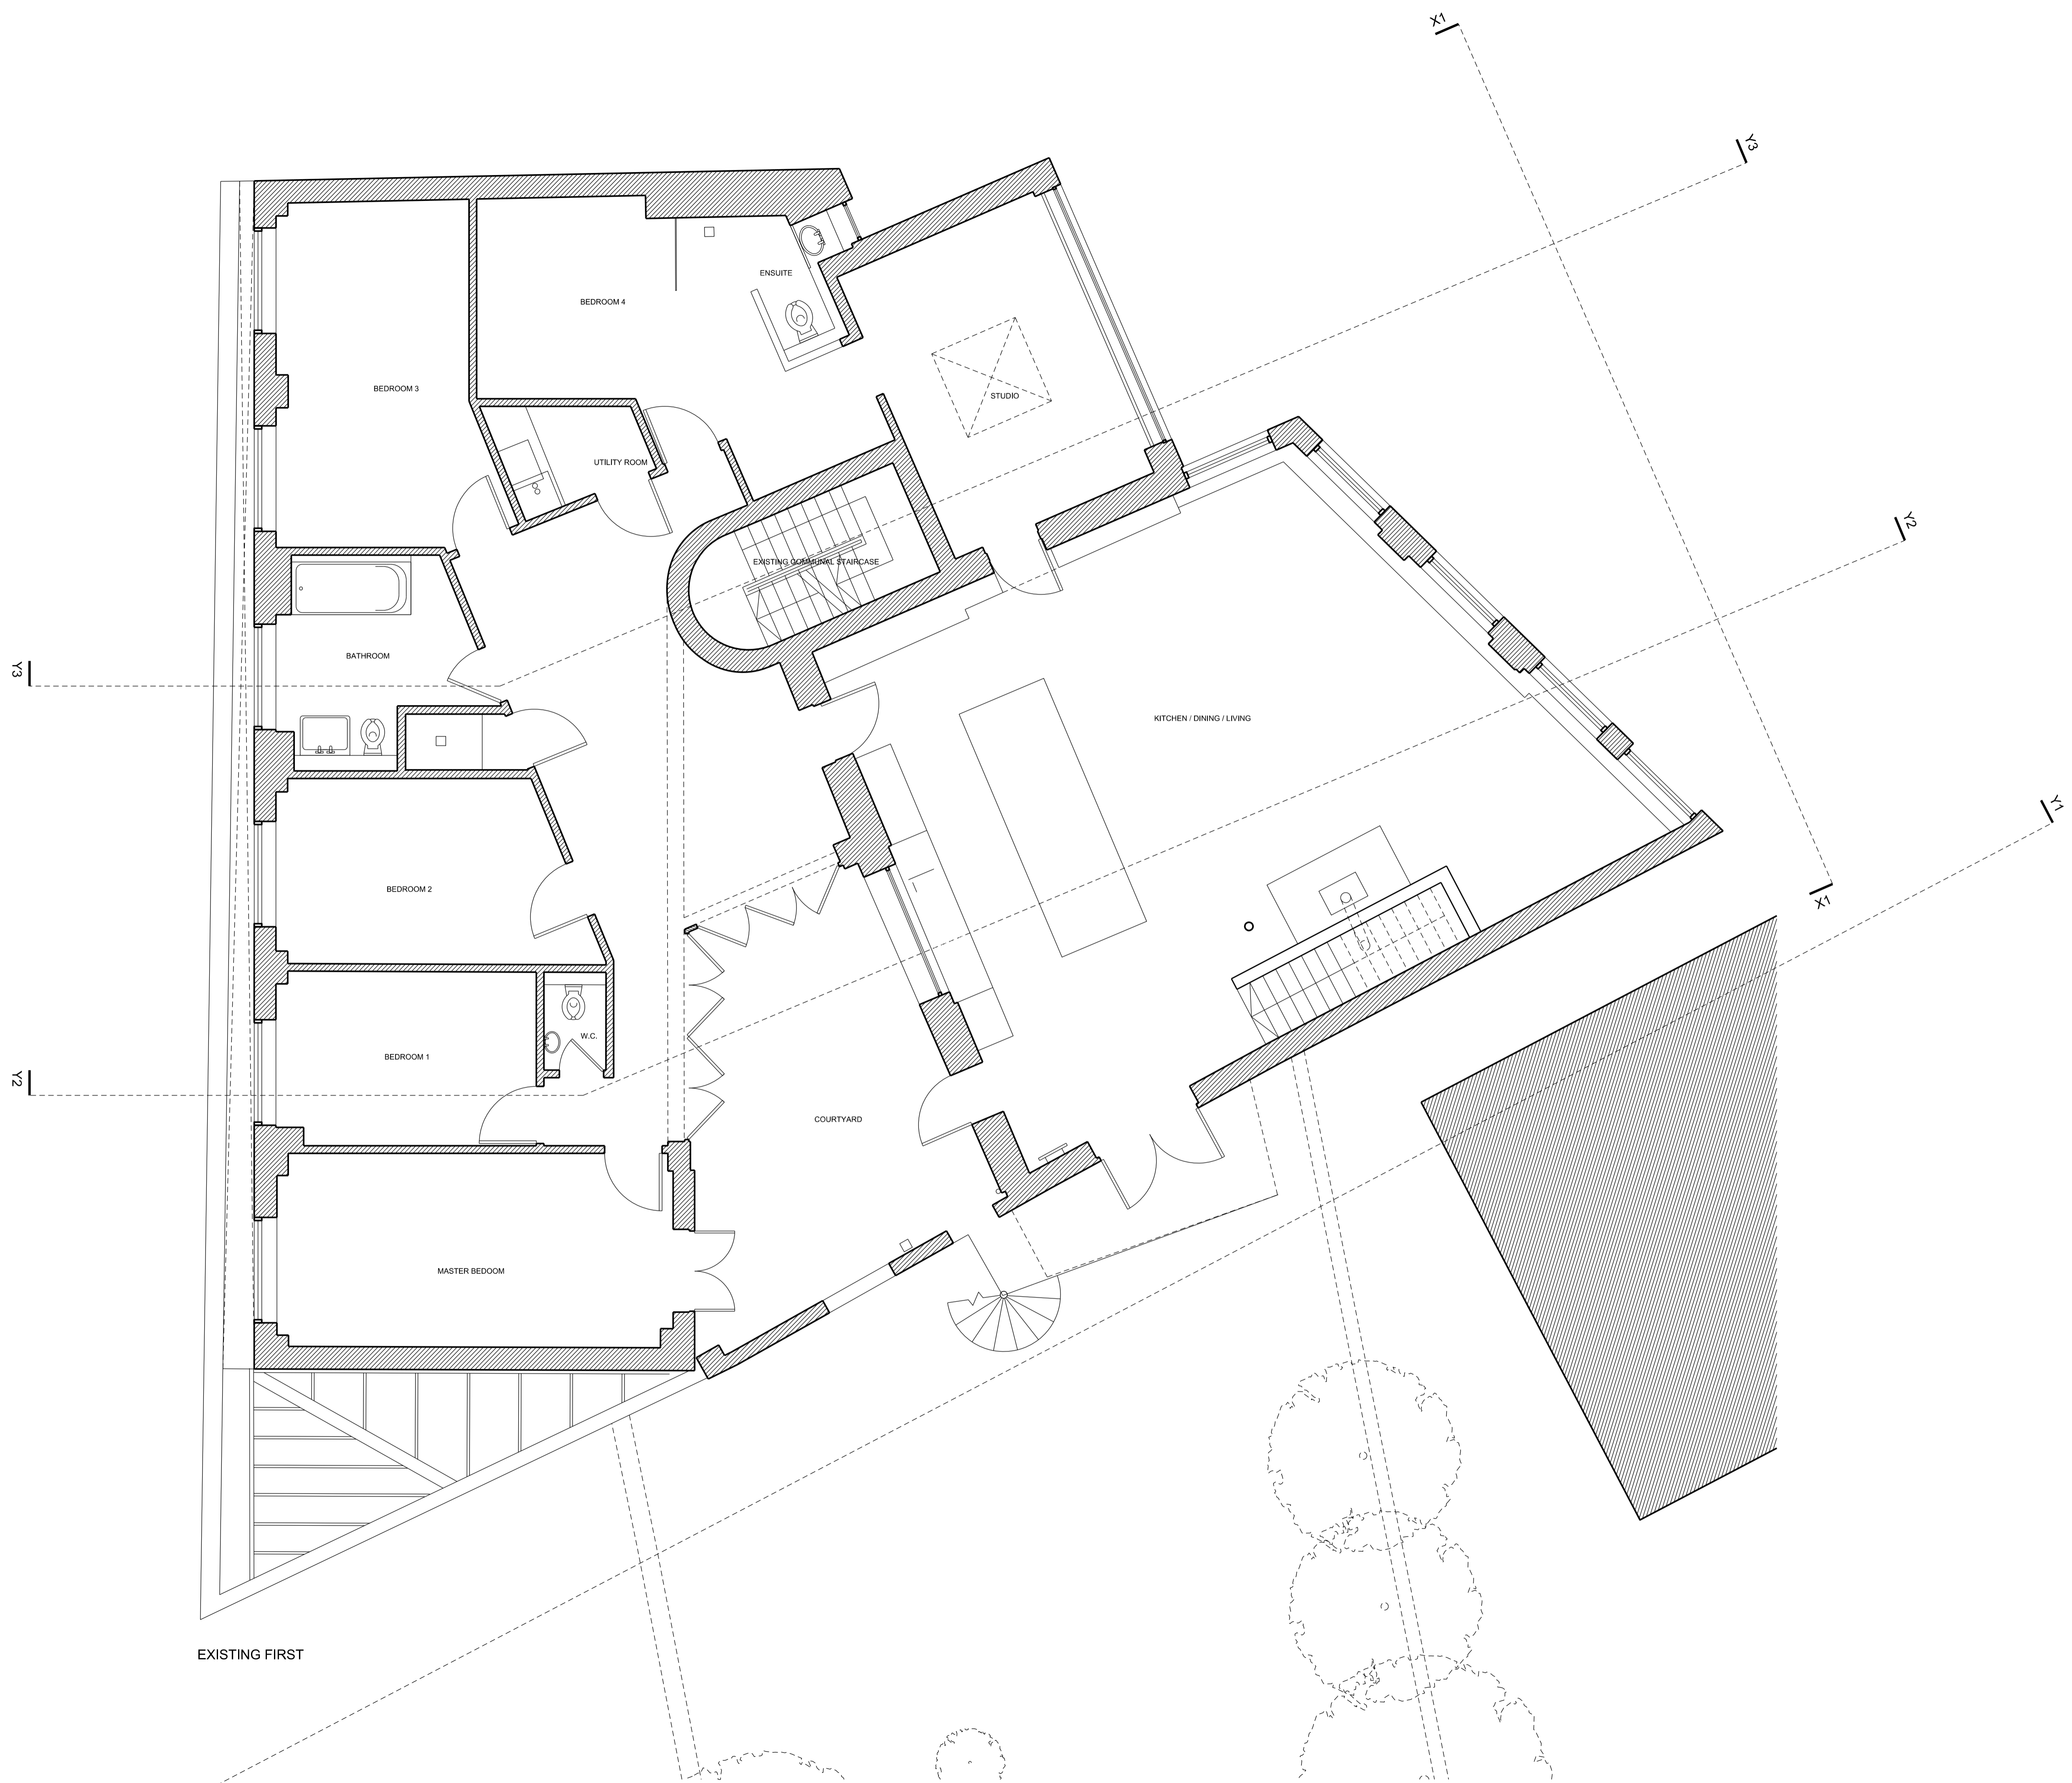 X1
Y3
ENSUITE
BEDROOM 4
BEDROOM 3
STUDIO
UTILITY ROOM
Y2
EXISTING COMMUNAL STAIRCASE
BATHROOM
Y3
KITCHEN / DINING / LIVING
Y1
BEDROOM 2
X1
W.C.
BEDROOM 1
Y2
COURTYARD
MASTER BEDOOM
EXISTING FIRST